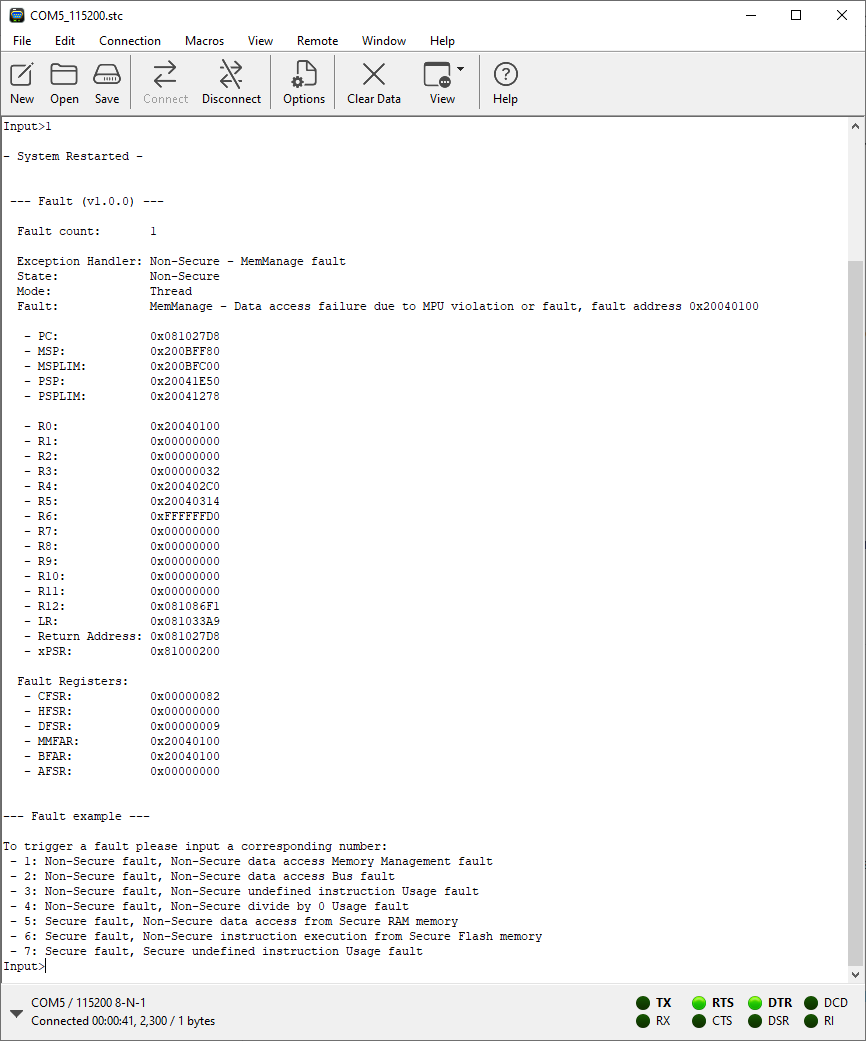 COM5_115200.stc
File Edit Connection Macros View Remote Window Help
New Open Save Connect Disconnect Options Clear Data View Help
Input>1
- System Restarted -
--- Fault (v1.0.0) ---
Fault count: 1
Exception Handler: Non-Secure - MemManage fault
State: Non-Secure
Mode: Thread
Fault: MemManage - Data access failure due to MPU violation or fault, fault address 0x20040100
- PC: 0x081027D8
- MSP: 0x200BFF80
- MSPLIM: 0x200BFC00
- PSP: 0x20041E50
- PSPLIM: 0x20041278
- R0: 0x20040100
- R1: 0x00000000
- R2: 0x00000000
- R3: 0x00000032
- R4: 0x200402C0
- R5: 0x20040314
- R6: 0xFFFFFFD0
- R7: 0x00000000
- R8: 0x00000000
- R9: 0x00000000
- R10: 0x00000000
- R11: 0x00000000
- R12: 0x081086F1
- LR: 0x081033A9
- Return Address: 0x081027D8
- xPSR: 0x81000200
Fault Registers:
- CFSR: 0x00000082
- HFSR: 0x00000000
- DFSR: 0x00000009
- MMFAR: 0x20040100
- BFAR: 0x20040100
- AFSR: 0x00000000
--- Fault example ---
To trigger a fault please input a corresponding number:
- 1: Non-Secure fault, Non-Secure data access Memory Management fault
- 2: Non-Secure fault, Non-Secure data access Bus fault
- 3: Non-Secure fault, Non-Secure undefined instruction Usage fault
- 4: Non-Secure fault, Non-Secure divide by 0 Usage fault
- 5: Secure fault, Non-Secure data access from Secure RAM memory
- 6: Secure fault, Non-Secure instruction execution from Secure Flash memory
- 7: Secure fault, Secure undefined instruction Usage fault
Input>
COM5 / 115200 8-N-1
Connected 00:00:41, 2,300 / 1 bytes
TX RTS DTR DCD
RX CTS DSR RI